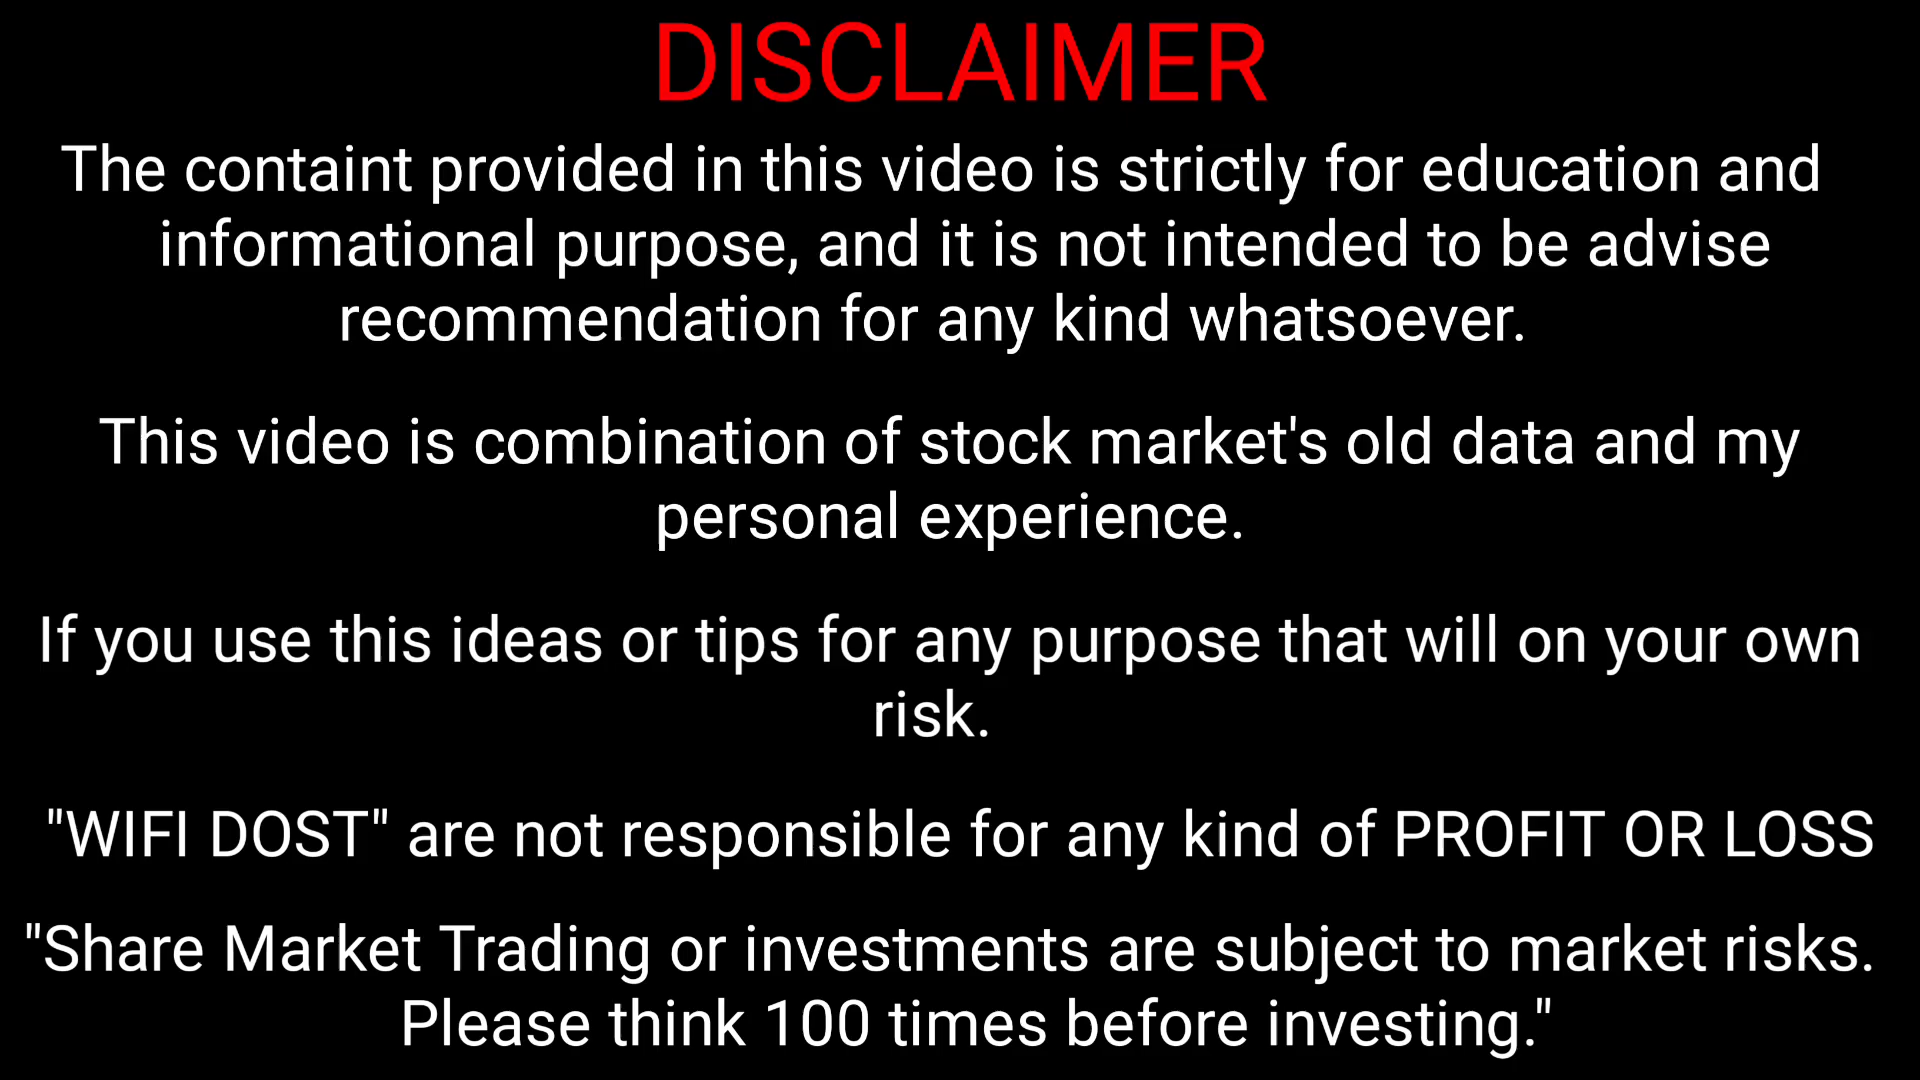 DISCLAIMER
The containt provided in this video is strictly for education and
informational purpose, and it is not intended to be advise
recommendation for any kind whatsoever.
This video is combination of stock market's old data and my
personal experience.
If you use this ideas or tips for any purpose that will on your own
risk.
"WIFI DOST" are not responsible for any kind of PROFIT OR LOSS
"Share Market Trading or investments are subject to market risks.
Please think 100 times before investing."